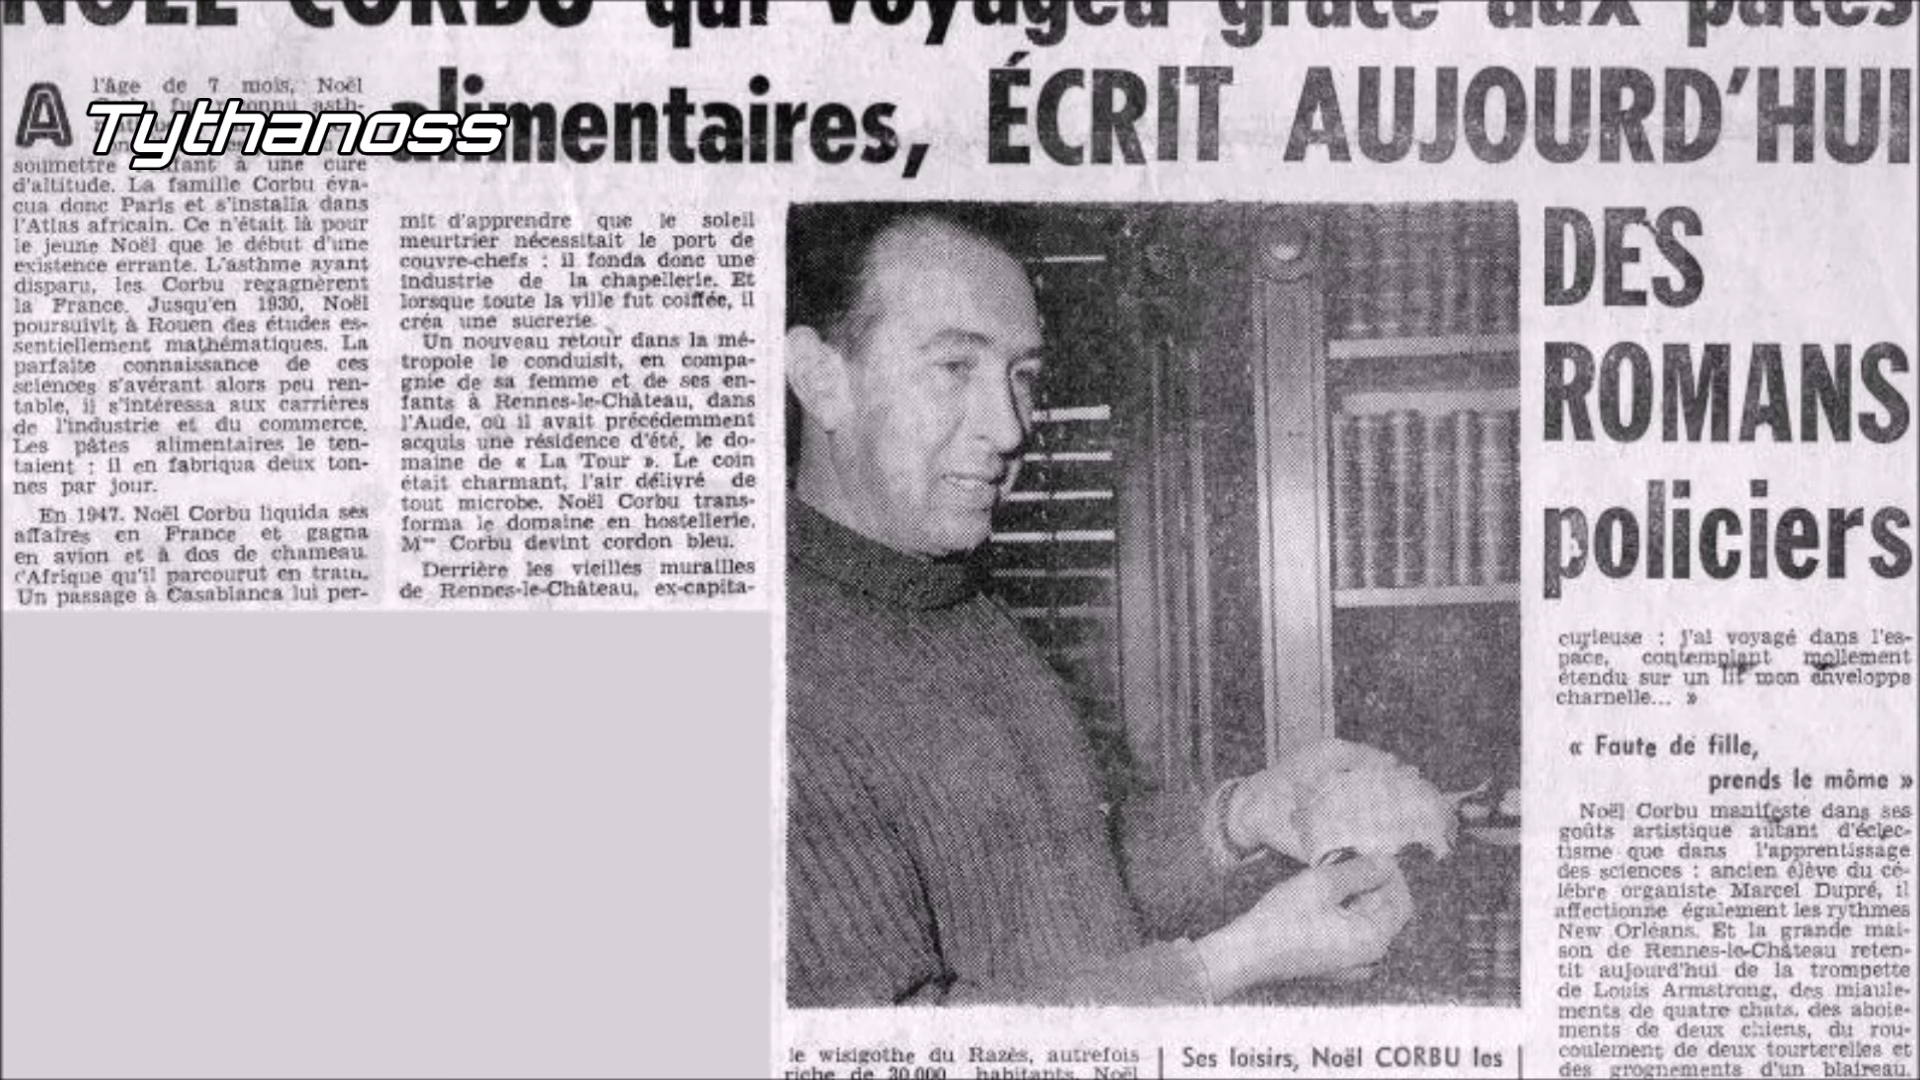 NOËL CORBU qui voyagea grâce aux pâtes
alimentaires, ÉCRIT AUJOURD'HUI
DES
ROMANS
policiers
Tythanoss
A l'âge de 7 mois, Noël
soumettre à une cure
d'altitude. La famille Corbu éva-
cua donc Paris et s'installa dans
l'Atlas africain. Ce n'était là pour
le jeune Noël que le début d'une
existence errante. L'asthme ayant
disparu, les Corbu regagnèrent
la France. Jusqu'en 1930, Noël
poursuivit à Rouen des études es-
sentiellement mathématiques. La
parfaite connaissance de ces
sciences s'avérant alors peu ren-
table, il s'intéressa aux carrières
de l'industrie et du commerce.
Les pâtes alimentaires le ten-
taient : il en fabriqua deux ton-
nes par jour.
En 1947, Noël Corbu liquida ses
affaires en France et gagna
en avion et à dos de chameau
l'Afrique qu'il parcourut en train.
Un passage à Casablanca lui per-
mit d'apprendre que le soleil
meurtrier nécessitait le port de
couvre-chefs : il fonda donc une
industrie de la chapellerie. Et
lorsque toute la ville fut coiffée, il
créa une sucrerie.
Un nouveau retour dans la mé-
tropole le conduisit, en compa-
gnie de sa femme et de ses en-
fants à Rennes-le-Château, dans
l'Aude, où il avait précédemment
acquis une résidence d'été, le do-
maine de « La Tour ». Le coin
était charmant, l'air délivré de
tout microbe. Noël Corbu trans-
forma le domaine en hostellerie.
Mme Corbu devint cordon bleu.
Derrière les vieilles murailles
de Rennes-le-Château, ex-capita-
le wisigothe du Razès, autrefois
riche de 30.000 habitants, Noël
Ses loisirs, Noël CORBU les
curieuse : j'ai voyagé dans l'es-
pace, contemplant mollement
étendu sur un lit mon enveloppe
charnelle... »
« Faute de fille,
prends le môme »
Noël Corbu manifeste dans ses
goûts artistique autant d'éclec-
tisme que dans l'apprentissage
des sciences : ancien élève du cé-
lèbre organiste Marcel Dupré, il
affectionne également les rythmes
New Orléans. Et la grande mai-
son de Rennes-le-Château reten-
tit aujourd'hui de la trompette
de Louis Armstrong, des miaule-
ments de quatre chats, des aboie-
ments de deux chiens, du rou-
coulement de deux tourterelles et
des grognements d'un blaireau.